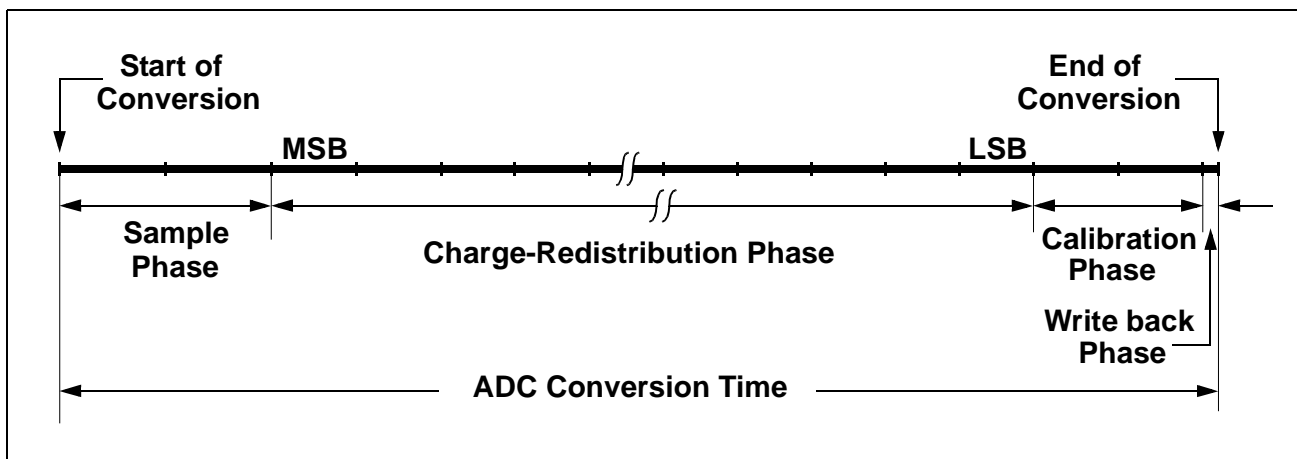 Start of
Conversion
End of
Conversion
MSB
LSB
Sample
Phase
Charge-Redistribution Phase
Calibration
Phase
Write back
Phase
ADC Conversion Time